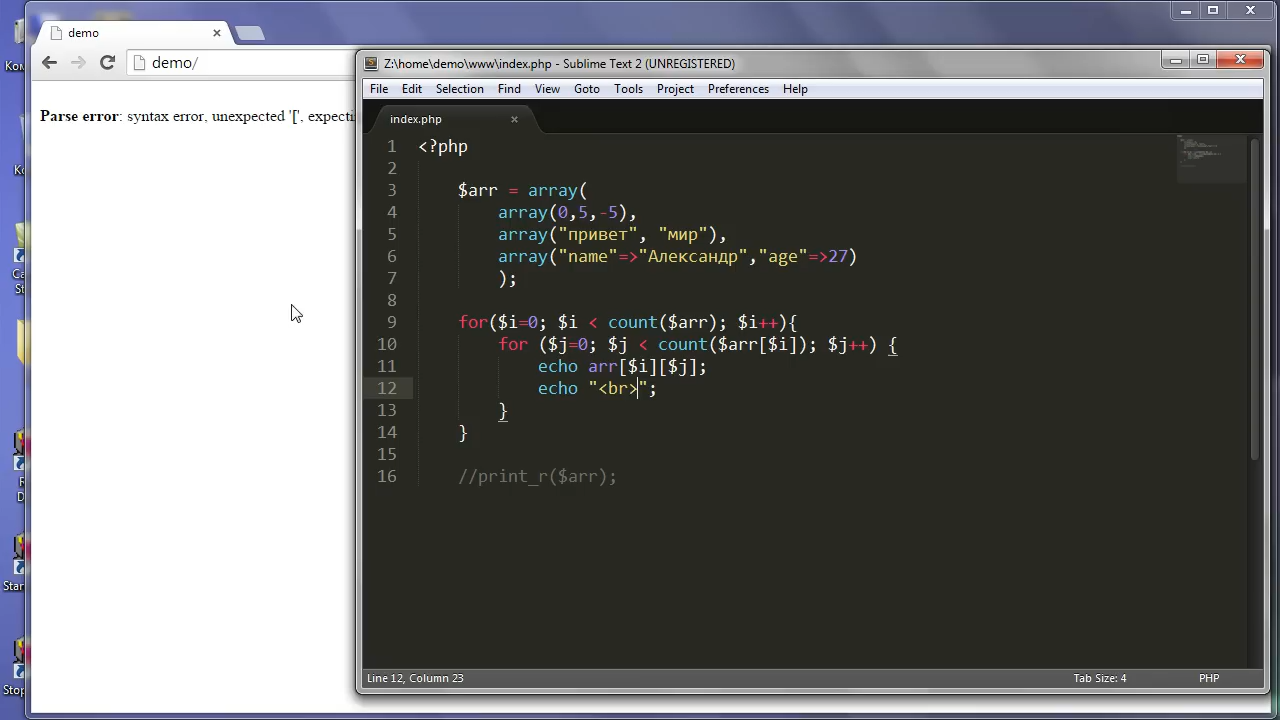 demo
demo/
Parse error: syntax error, unexpected '[',
Z:\home\demo\www\index.php - Sublime Text 2 (UNREGISTERED)
File Edit Selection Find View Goto Tools Project Preferences Help
index.php
1 <?php
2
3 $arr = array(
4 array(0,5,-5),
5 array("привет", "мир"),
6 array("name"=>"Александр","age"=>27)
7 );
8
9 for($i=0; $i < count($arr); $i++){
10 for ($j=0; $j < count($arr[$i]); $j++) {
11 echo arr[$i][$j];
12 echo "<br>";
13 }
14 }
15
16 //print_r($arr);
Line 12, Column 23
Tab Size: 4
PHP